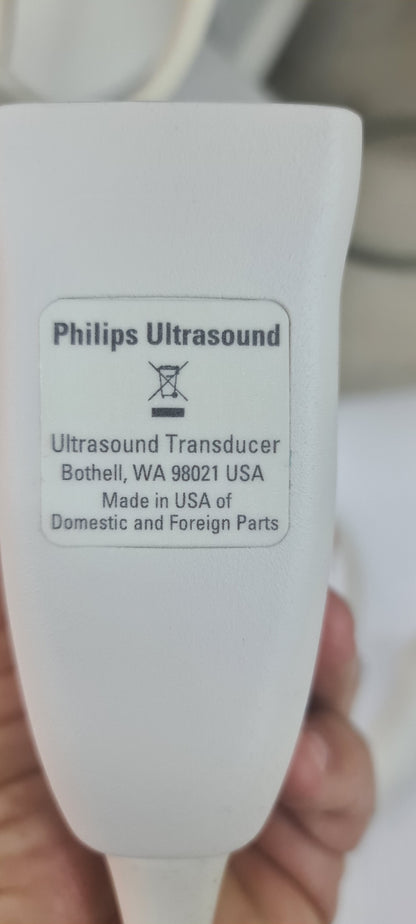 Philips Ultrasound
Ultrasound Transducer
Bothell, WA 98021 USA
Made in USA of
Domestic and Foreign Parts